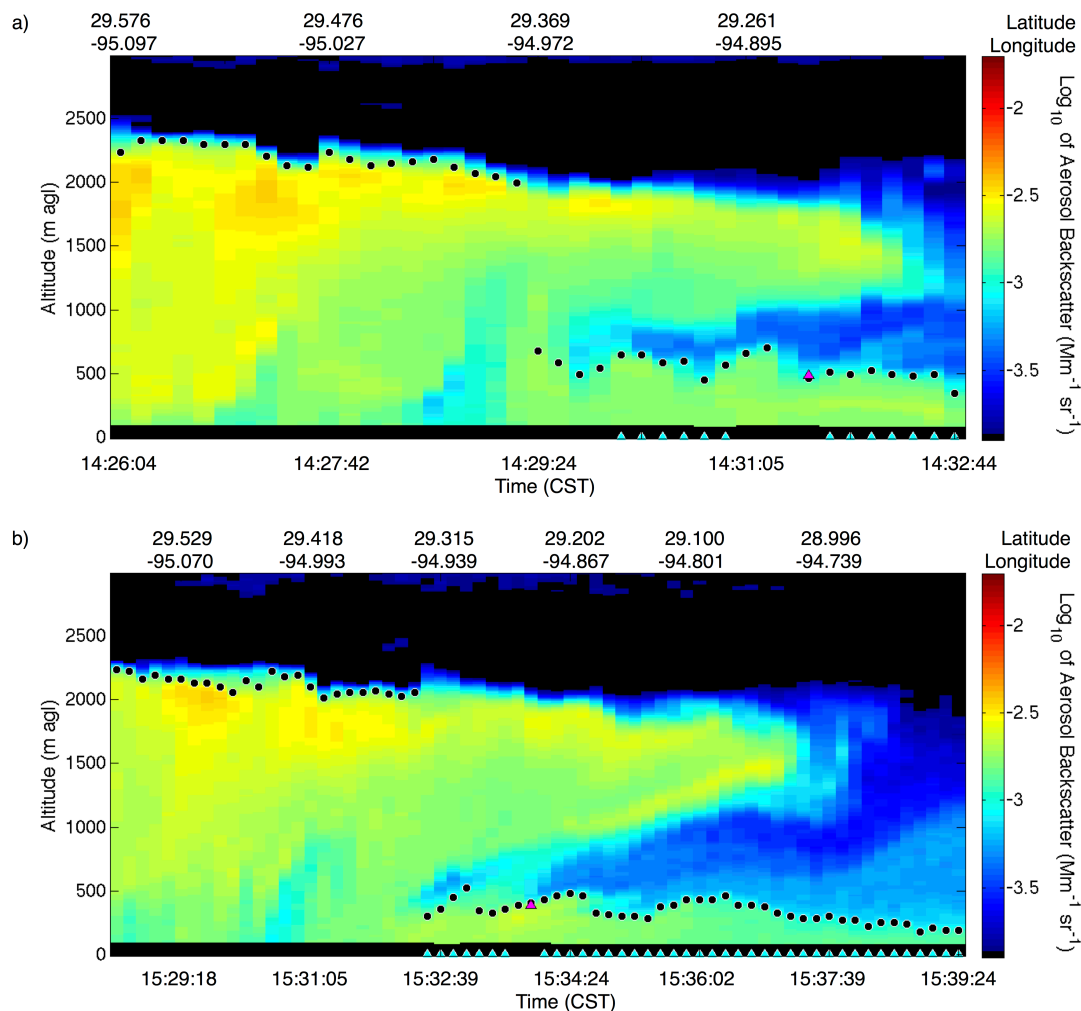 a)
29.576 29.476 29.369 29.261 Latitude
-95.097 -95.027 -94.972 -94.895 Longitude
2500
2000
1500
1000
500
0
Altitude (m agl)
14:26:04 14:27:42 14:29:24 14:31:05 14:32:44
Time (CST)
-2
-2.5
-3
-3.5
Log10 of Aerosol Backscatter (Mm-1 sr-1)
b)
29.529 29.418 29.315 29.202 29.100 28.996 Latitude
-95.070 -94.993 -94.939 -94.867 -94.801 -94.739 Longitude
2500
2000
1500
1000
500
0
Altitude (m agl)
15:29:18 15:31:05 15:32:39 15:34:24 15:36:02 15:37:39 15:39:24
Time (CST)
-2
-2.5
-3
-3.5
Log10 of Aerosol Backscatter (Mm-1 sr-1)